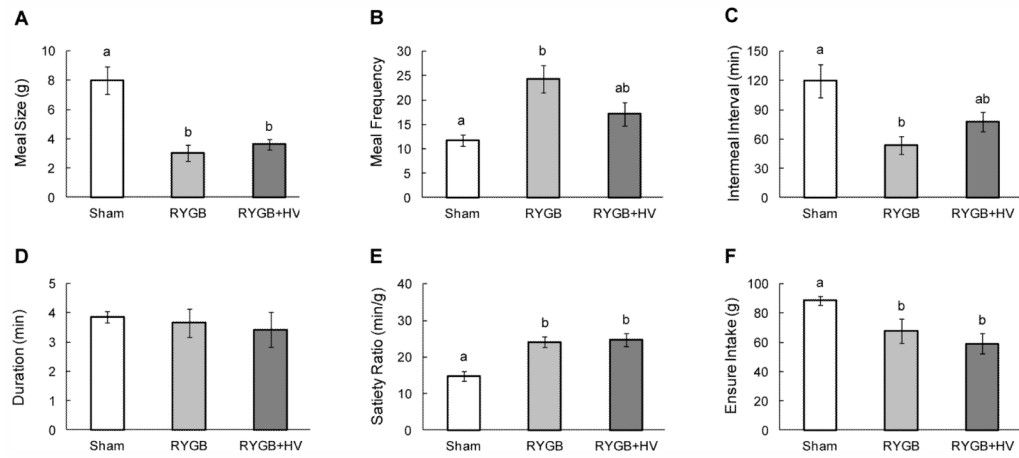 A
Meal Size (g)
10
8
6
4
2
0
a
b
b
Sham RYGB RYGB+HV
B
Meal Frequency
30
25
20
15
10
5
0
a
b
ab
Sham RYGB RYGB+HV
C
Intermeal Interval (min)
150
120
90
60
30
0
a
b
ab
Sham RYGB RYGB+HV
D
Duration (min)
5
4
3
2
1
0
Sham RYGB RYGB+HV
E
Satiety Ratio (min/g)
40
30
20
10
0
a
b
b
Sham RYGB RYGB+HV
F
Ensure Intake (g)
100
80
60
40
20
0
a
b
b
Sham RYGB RYGB+HV